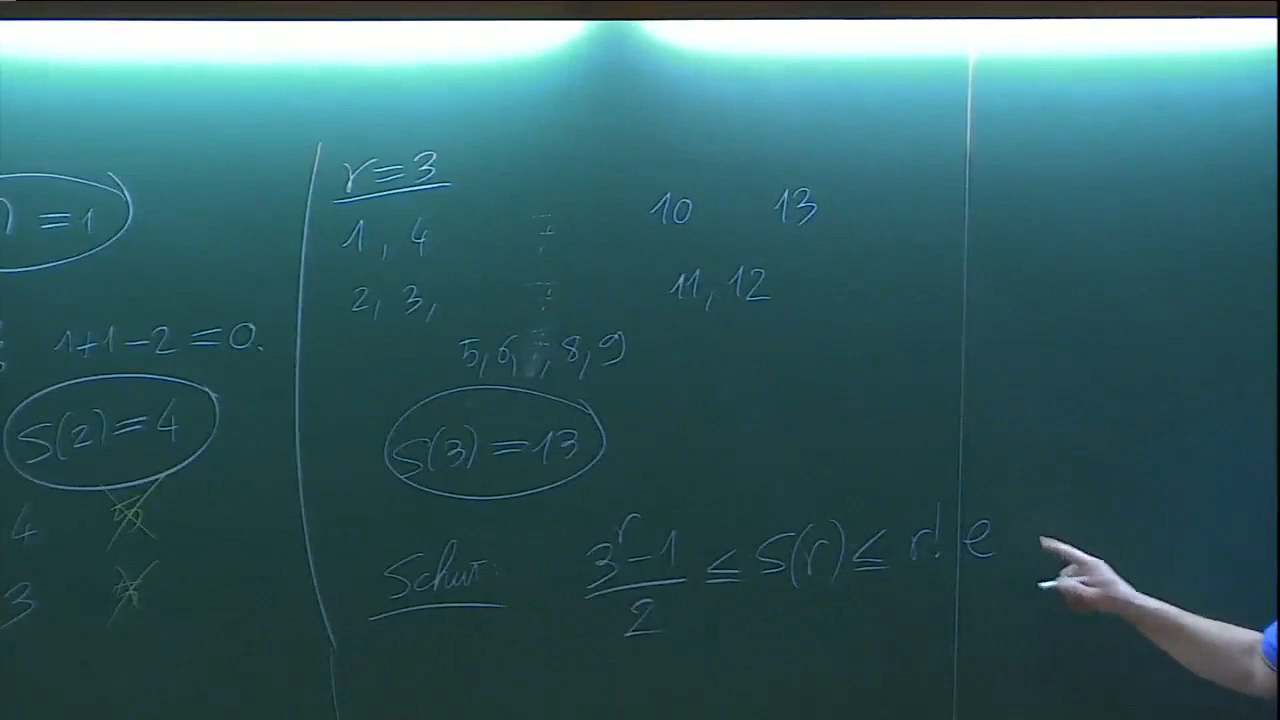 = 1
1+1-2 = 0.
S(2) = 4
4
3
r = 3
1, 4 10 13
2, 3, 11, 12
5, 6, , 8, 9
S(3) = 13
Schur: \frac{3^r - 1}{2} ≤ S(r) ≤ r! e